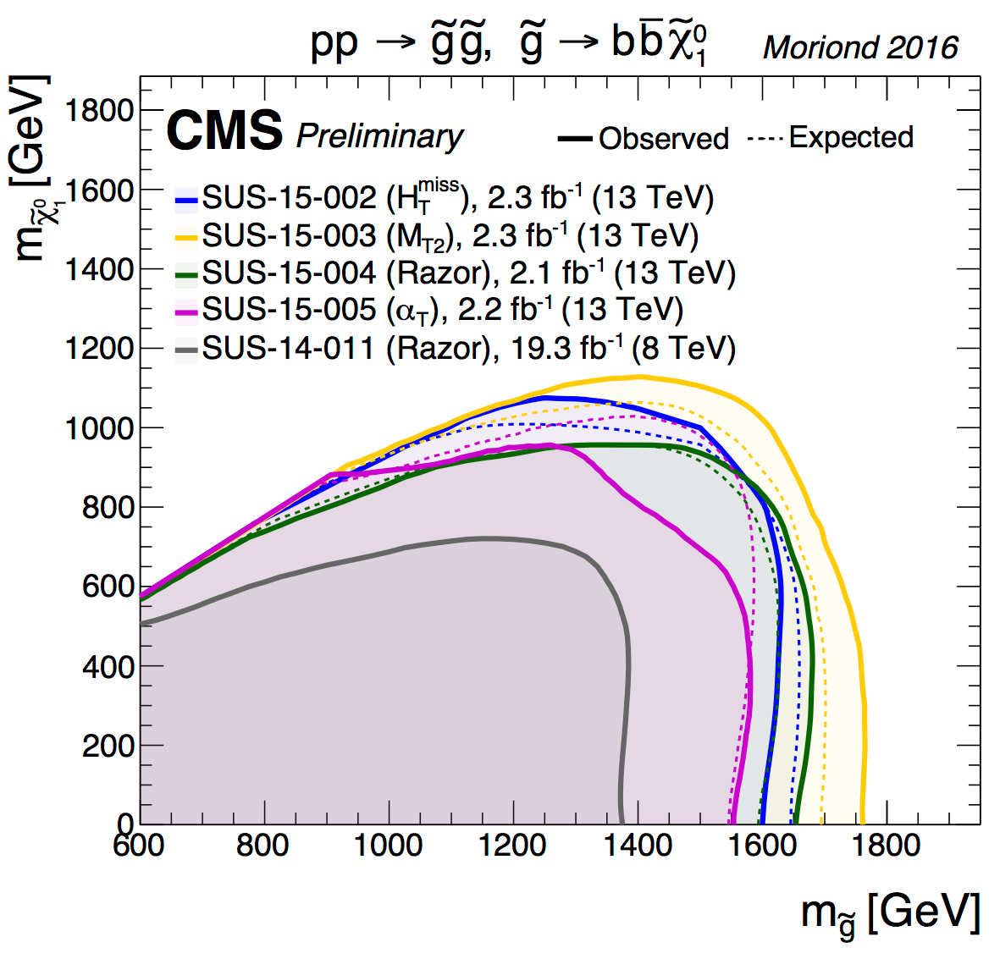 pp → g̃g̃, g̃ → b b̅ χ̃⁰₁ Moriond 2016
CMS Preliminary Observed Expected
SUS-15-002 (H_T^miss), 2.3 fb⁻¹ (13 TeV)
SUS-15-003 (M_T2), 2.3 fb⁻¹ (13 TeV)
SUS-15-004 (Razor), 2.1 fb⁻¹ (13 TeV)
SUS-15-005 (α_T), 2.2 fb⁻¹ (13 TeV)
SUS-14-011 (Razor), 19.3 fb⁻¹ (8 TeV)
m_χ̃⁰₁ [GeV]
1800
1600
1400
1200
1000
800
600
400
200
0
600 800 1000 1200 1400 1600 1800
m_g̃ [GeV]